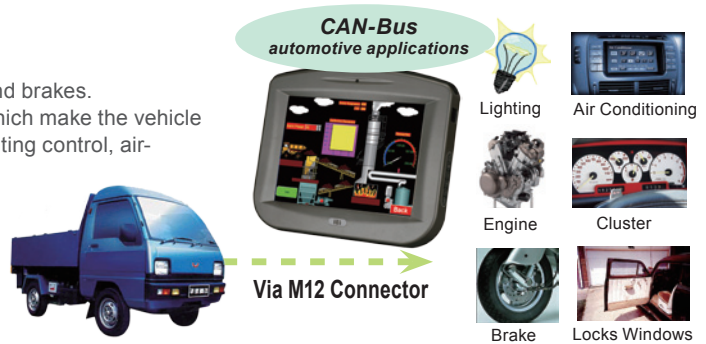 CAN-Bus
automotive applications
nd brakes.
hich make the vehicle
ting control, air-
Lighting
Air Conditioning
Back
Engine
Cluster
Via M12 Connector
Brake
Locks Windows